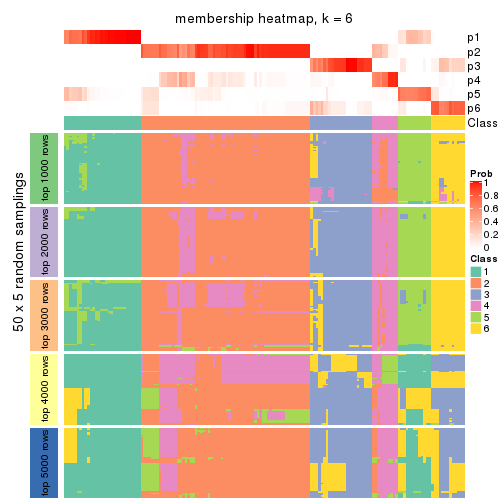 membership heatmap, k = 6
p1
p2
p3
p4
p5
p6
Class
50 x 5 random samplings
top 1000 rows
top 2000 rows
top 3000 rows
top 4000 rows
top 5000 rows
Prob
1
0.8
0.6
0.4
0.2
0
Class
1
2
3
4
5
6